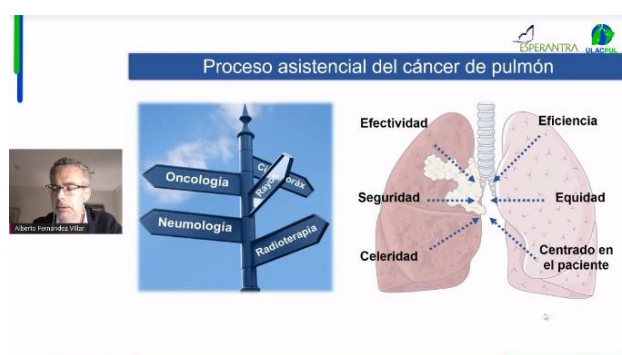 ESPERANTRA
ULACPUL
Proceso asistencial del cáncer de pulmón
Oncología
Rayos
Neumología
Radioterapia
Efectividad
Eficiencia
Seguridad
Equidad
Celeridad
Centrado en
el paciente
Alberto Fernández Villar